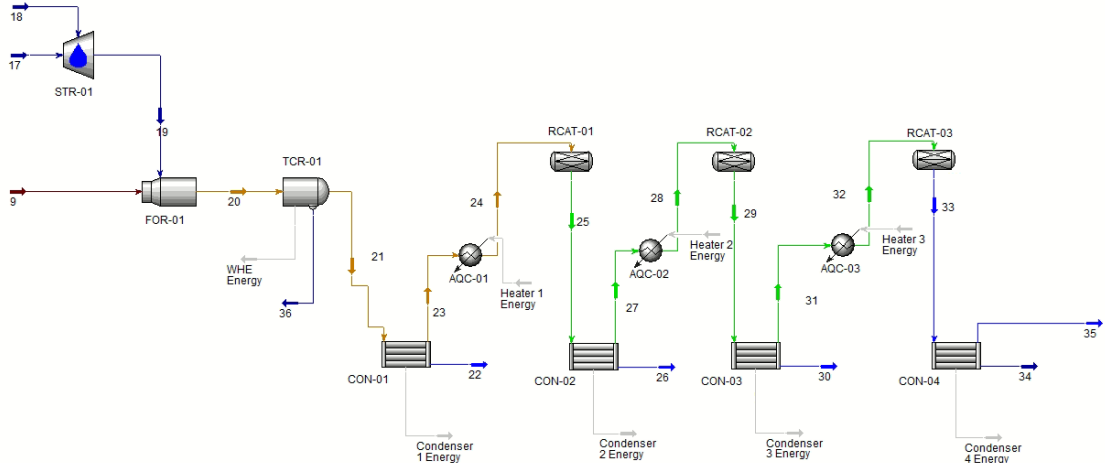 18
17
STR-01
19
RCAT-01
RCAT-02
RCAT-03
TCR-01
9
20
FOR-01
24
25
28
29
32
33
WHE
Energy
21
AQC-01
Heater 1
Energy
AQC-02
Heater 2
Energy
AQC-03
Heater 3
Energy
36
23
27
31
35
CON-01
22
CON-02
26
CON-03
30
CON-04
34
Condenser
1 Energy
Condenser
2 Energy
Condenser
3 Energy
Condenser
4 Energy